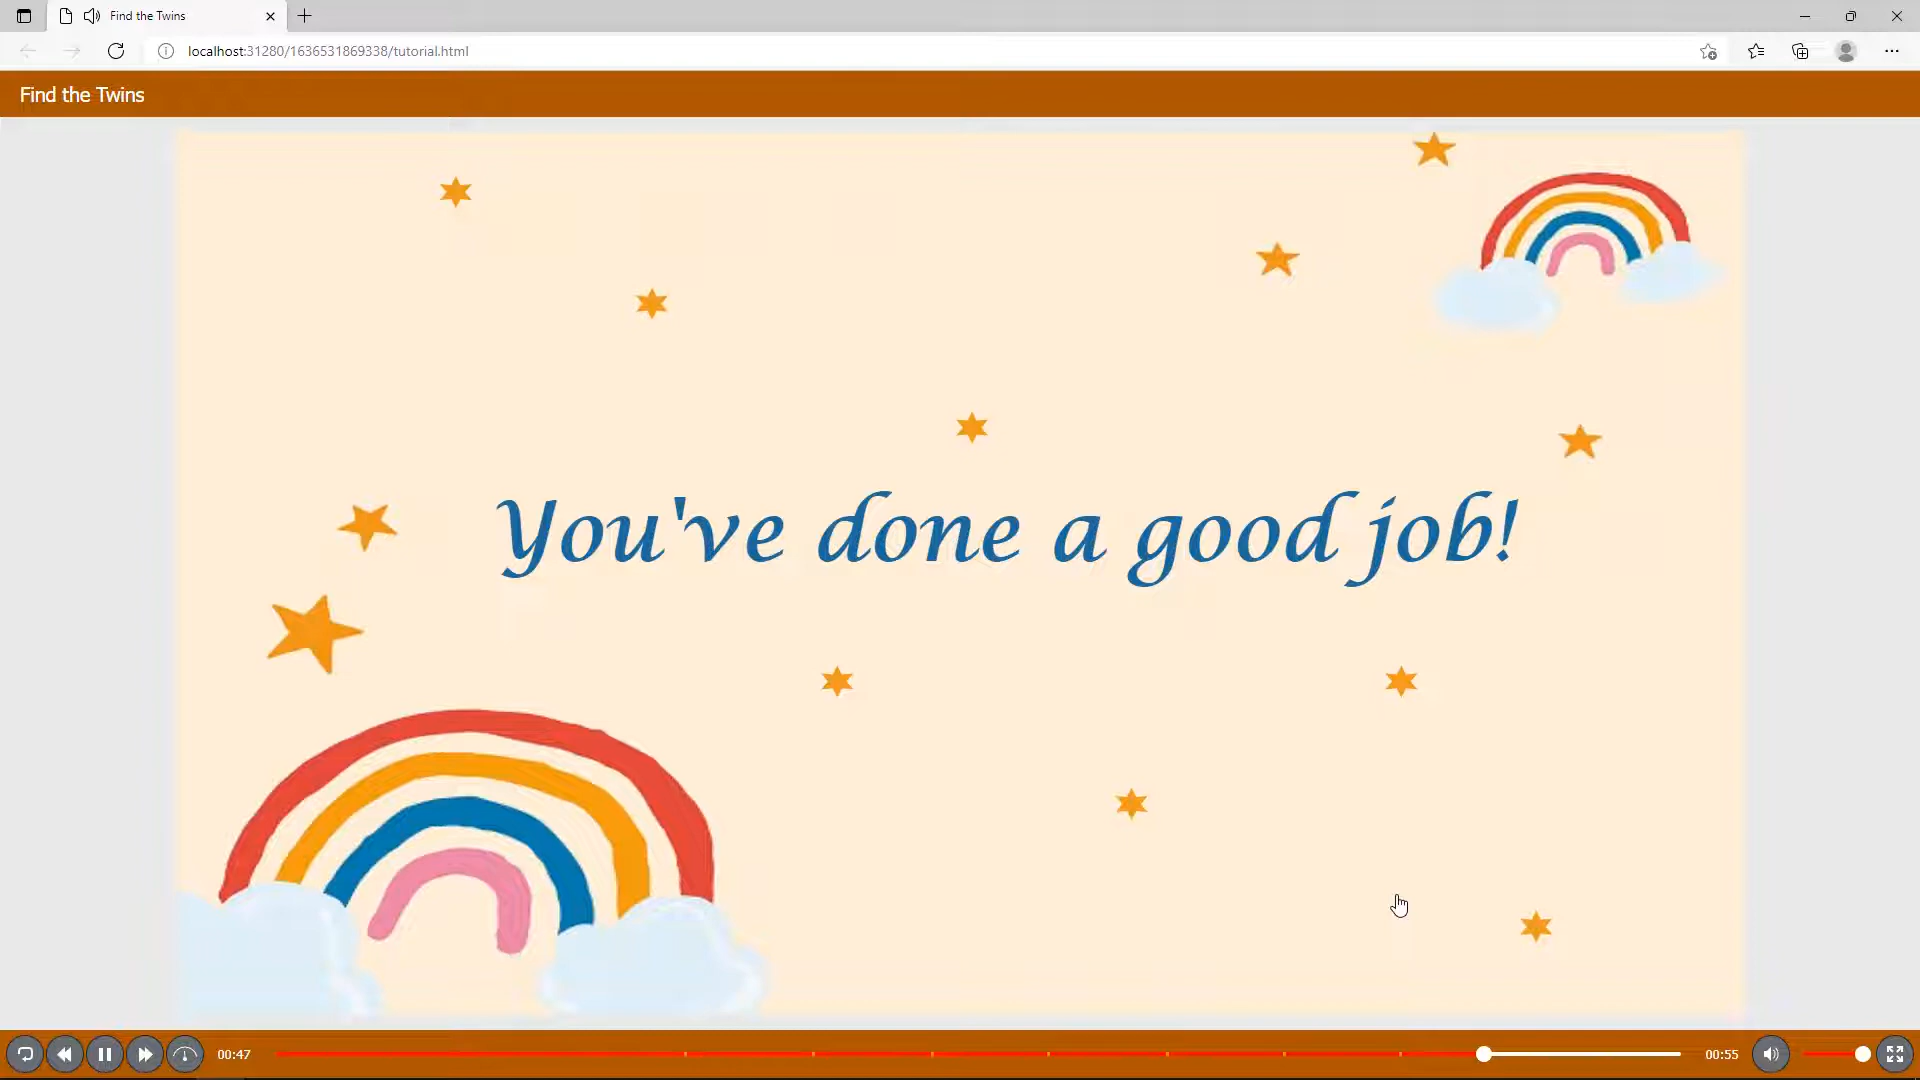 Find the Twins
localhost:31280/1636531869338/tutorial.html
Find the Twins
You've done a good job!
00:47
00:55